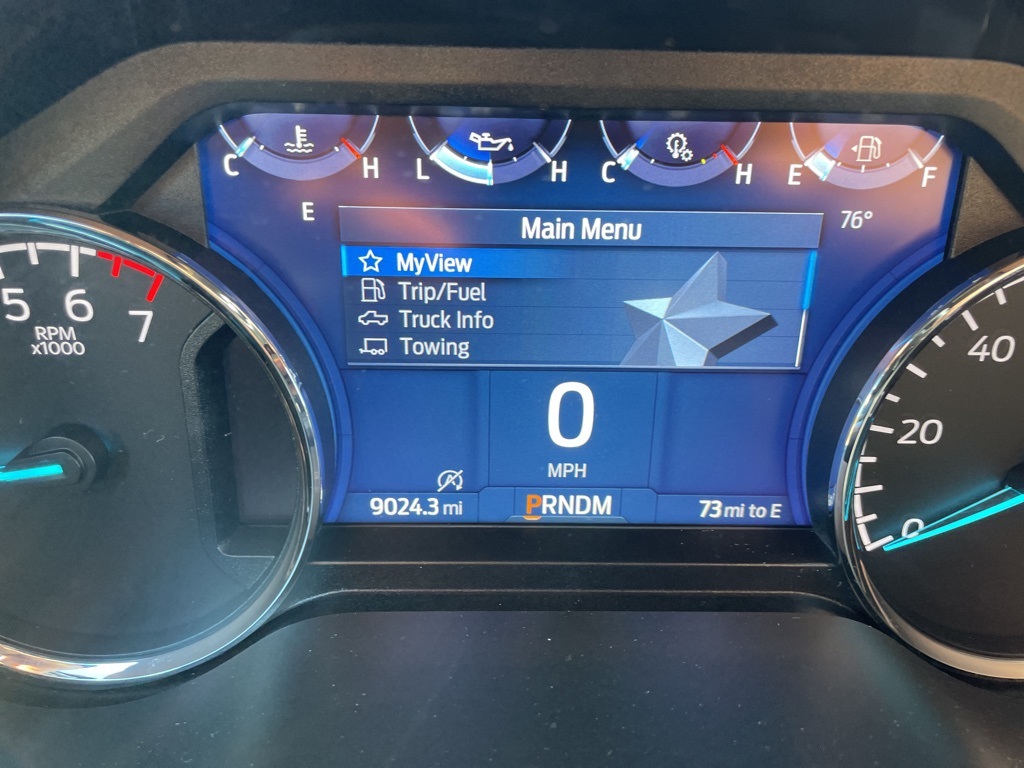 C H L H C H E F
E 76°
Main Menu
MyView
Trip/Fuel
Truck Info
Towing
5 6 7
RPM
x1000
40
20
0
0
MPH
9024.3 mi PRNDM 73 mi to E